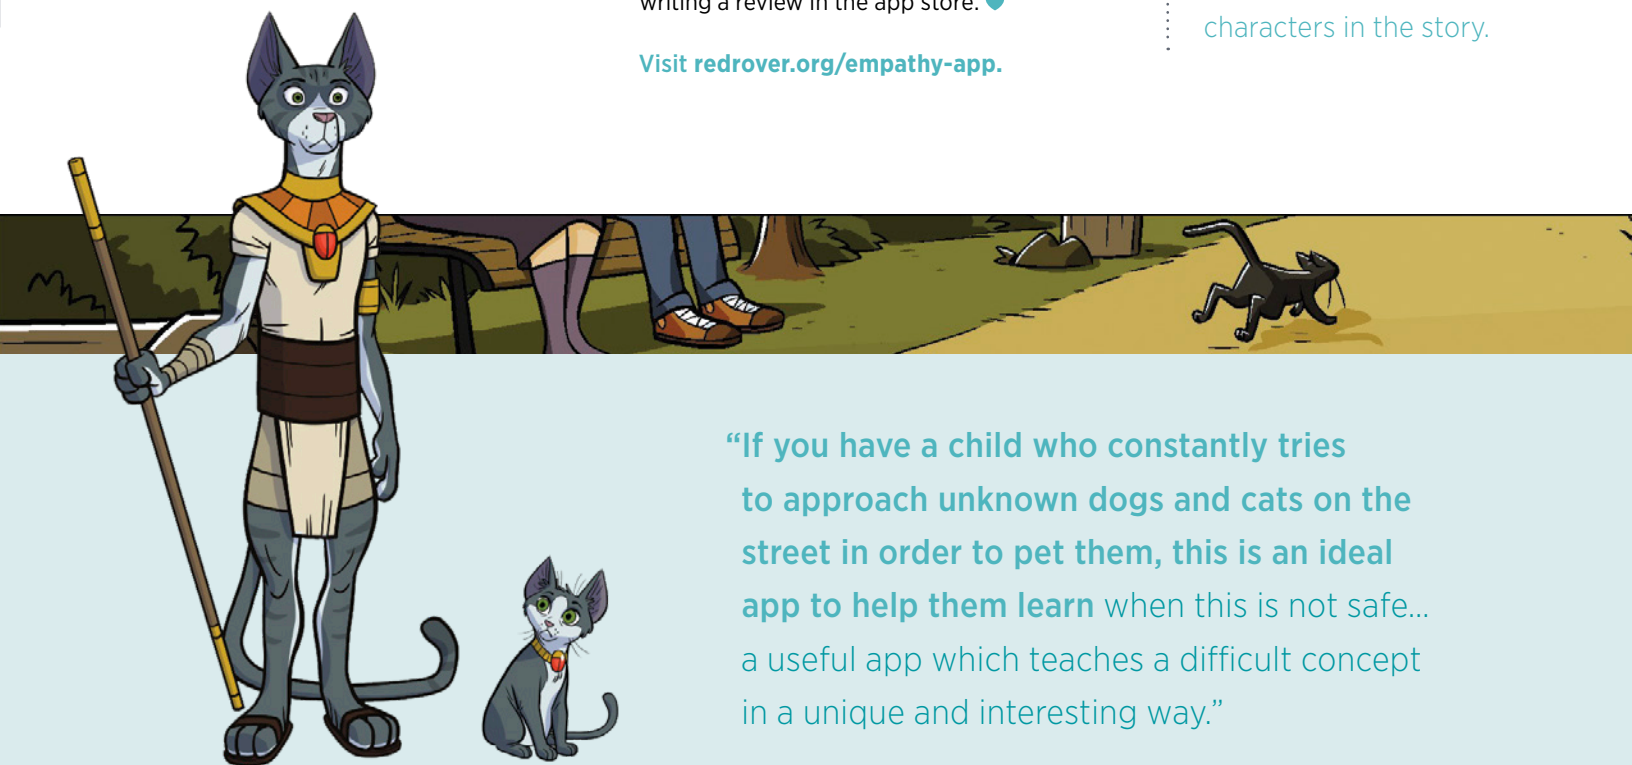 writing a review in the app store.
Visit redrover.org/empathy-app.
characters in the story.
“If you have a child who constantly tries
to approach unknown dogs and cats on the
street in order to pet them, this is an ideal
app to help them learn when this is not safe...
a useful app which teaches a difficult concept
in a unique and interesting way.”